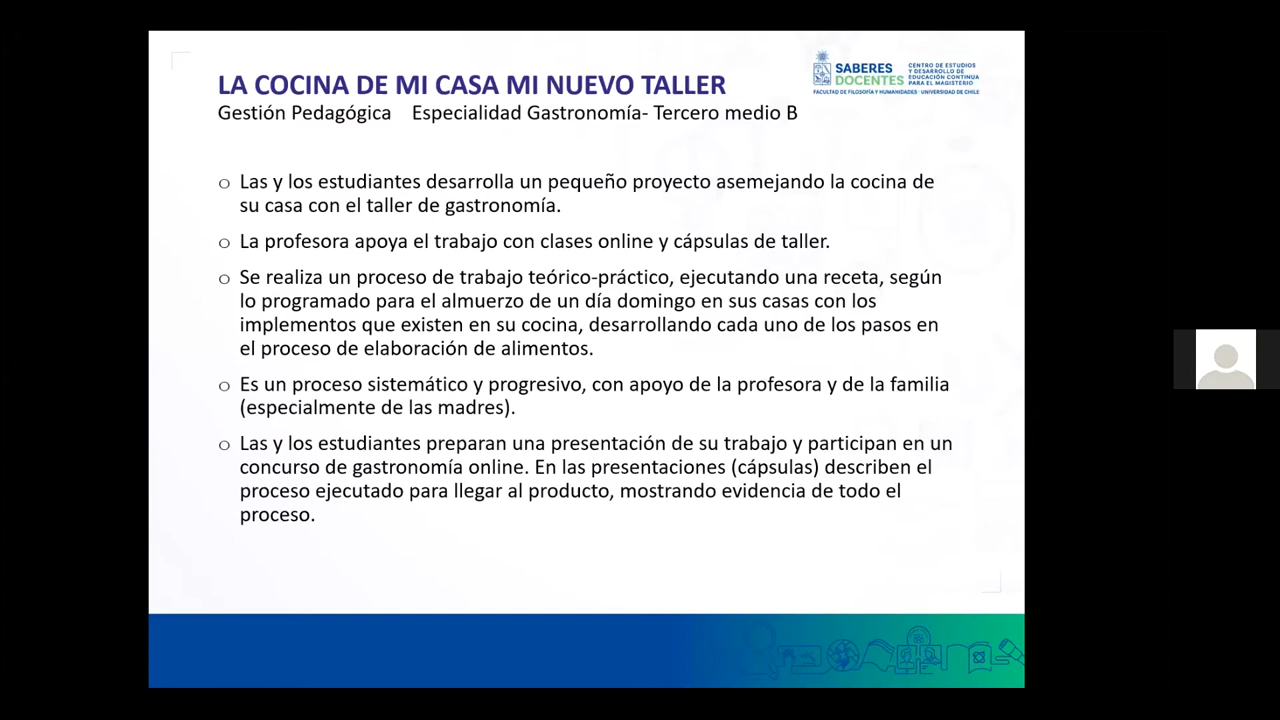 LA COCINA DE MI CASA MI NUEVO TALLER
Gestión Pedagógica Especialidad Gastronomía- Tercero medio B
SABERES
DOCENTES
CENTRO DE ESTUDIOS
Y DESARROLLO DE
EDUCACIÓN CONTINUA
PARA EL MAGISTERIO
FACULTAD DE FILOSOFÍA Y HUMANIDADES · UNIVERSIDAD DE CHILE
Las y los estudiantes desarrolla un pequeño proyecto asemejando la cocina de
su casa con el taller de gastronomía.
La profesora apoya el trabajo con clases online y cápsulas de taller.
Se realiza un proceso de trabajo teórico-práctico, ejecutando una receta, según
lo programado para el almuerzo de un día domingo en sus casas con los
implementos que existen en su cocina, desarrollando cada uno de los pasos en
el proceso de elaboración de alimentos.
Es un proceso sistemático y progresivo, con apoyo de la profesora y de la familia
(especialmente de las madres).
Las y los estudiantes preparan una presentación de su trabajo y participan en un
concurso de gastronomía online. En las presentaciones (cápsulas) describen el
proceso ejecutado para llegar al producto, mostrando evidencia de todo el
proceso.